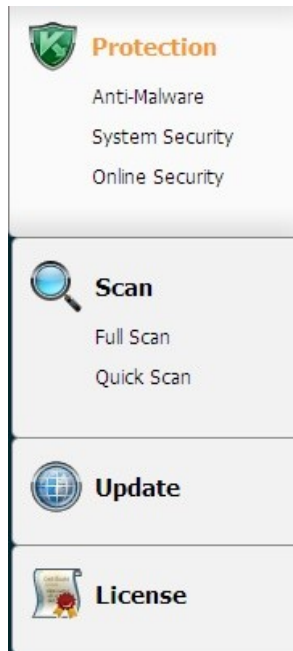 Protection
Anti-Malware
System Security
Online Security
Scan
Full Scan
Quick Scan
Update
License